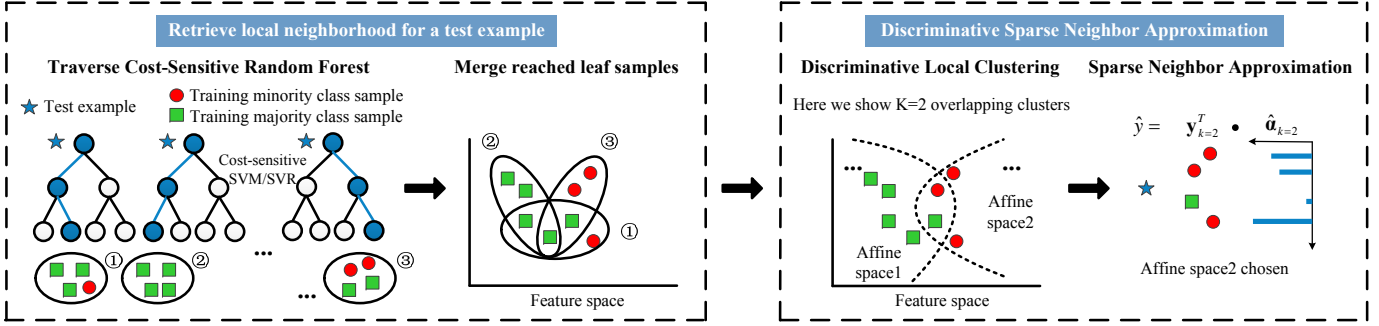 Retrieve local neighborhood for a test example
Traverse Cost-Sensitive Random Forest
Merge reached leaf samples
Test example
Training minority class sample
Training majority class sample
Cost-sensitive
SVM/SVR
...
①
②
...
③
②
③
①
Feature space
Discriminative Sparse Neighbor Approximation
Discriminative Local Clustering
Sparse Neighbor Approximation
Here we show K=2 overlapping clusters
...
...
Affine
space2
Affine
space1
Feature space
ŷ = y^T_{k=2} • α̂_{k=2}
Affine space2 chosen